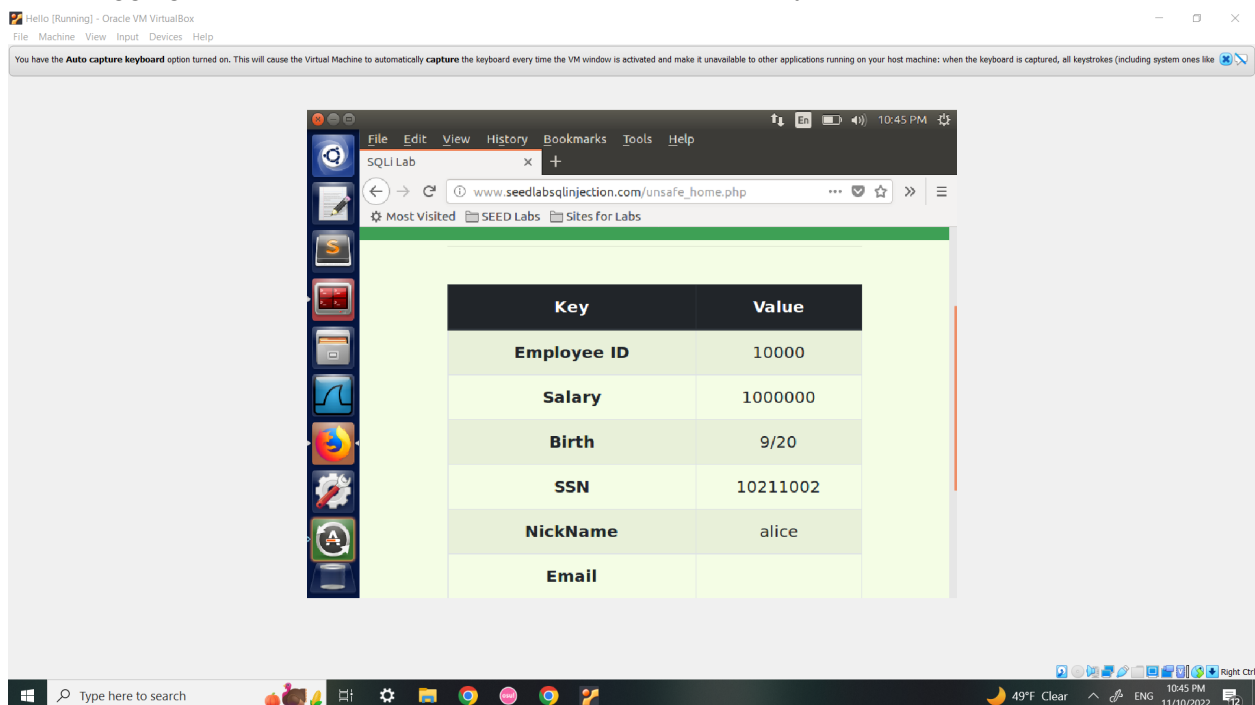 Hello [Running] - Oracle VM VirtualBox
File Machine View Input Devices Help
You have the Auto capture keyboard option turned on. This will cause the Virtual Machine to automatically capture the keyboard every time the VM window is activated and make it unavailable to other applications running on your host machine: when the keyboard is captured, all keystrokes (including system ones like
En 10:45 PM
File Edit View History Bookmarks Tools Help
SQLi Lab
www.seedlabsqlinjection.com/unsafe_home.php
Most Visited SEED Labs Sites for Labs
Key Value
Employee ID 10000
Salary 1000000
Birth 9/20
SSN 10211002
NickName alice
Email
Right Ctrl
Type here to search
49°F Clear ENG 10:45 PM
11/10/2022 12